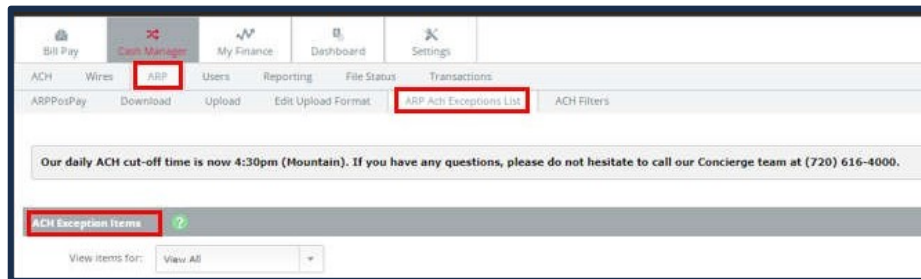 Bill Pay Cash Manager My Finance Dashboard Settings
ACH Wires ARP Users Reporting File Status Transactions
ARPPosPay Download Upload Edit Upload Format ARP Ach Exceptions List ACH Filters
Our daily ACH cut-off time is now 4:30pm (Mountain). If you have any questions, please do not hesitate to call our Concierge team at (720) 616-4000.
ACH Exception Items ?
View items for: View All